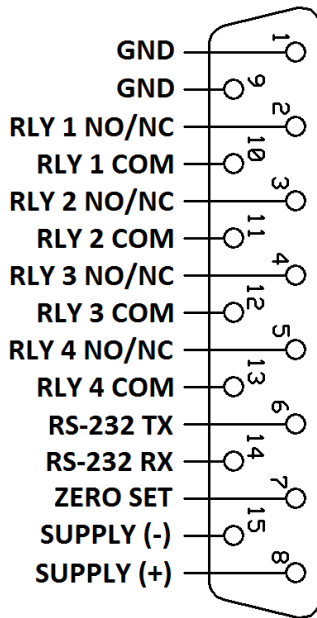 GND 1
GND 9
RLY 1 NO/NC 2
RLY 1 COM 10
RLY 2 NO/NC 3
RLY 2 COM 11
RLY 3 NO/NC 4
RLY 3 COM 12
RLY 4 NO/NC 5
RLY 4 COM 13
RS-232 TX 6
RS-232 RX 14
ZERO SET 7
SUPPLY (-) 15
SUPPLY (+) 8